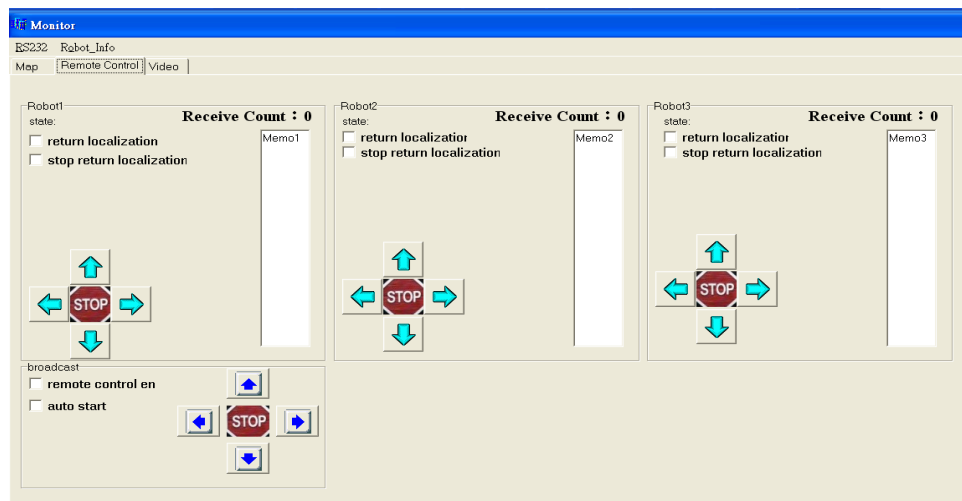 Monitor
RS232 Robot_Info
Map Remote Control Video
Robot1
Receive Count：0
state:
return localization
stop return localization
Memo1
STOP
Robot2
Receive Count：0
state:
return localization
stop return localization
Memo2
STOP
Robot3
Receive Count：0
state:
return localization
stop return localization
Memo3
STOP
broadcast
remote control en
auto start
STOP